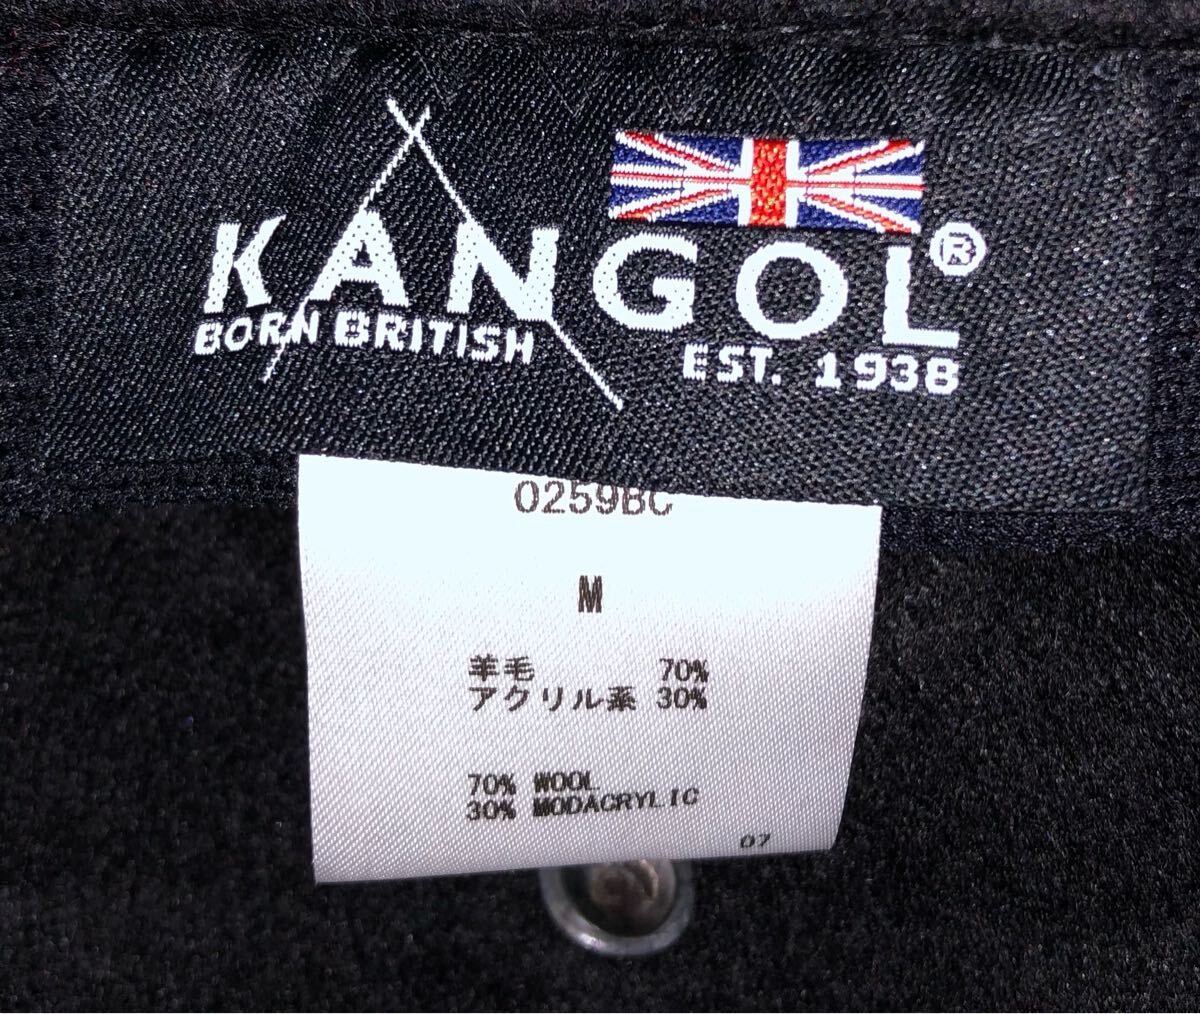 KANGOL®
BORN BRITISH
EST. 1938
0259BC
M
羊毛 70%
アクリル系 30%
70% WOOL
30% MODACRYLIC
07